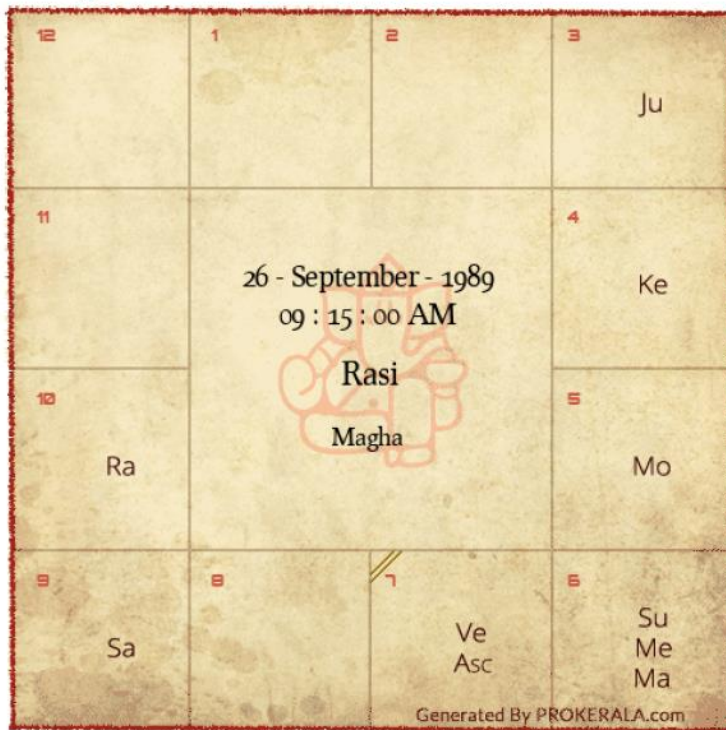 12
1
2
3
Ju
11
4
Ke
26 - September - 1989
09 : 15 : 00 AM
Rasi
Magha
10
Ra
5
Mo
9
Sa
8
7
Ve
Asc
6
Su
Me
Ma
Generated By PROKERALA.com